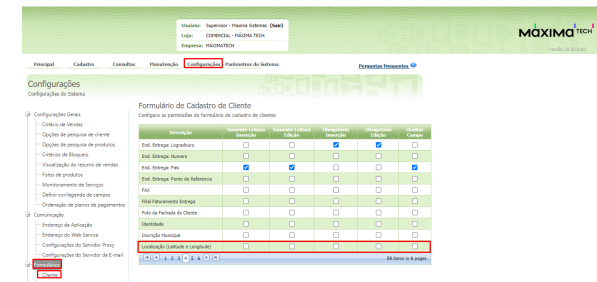 Usuário: Supervisor - Maxima Sistemas (Sair)
Loja: COMERCIAL - MÁXIMA TECH
Empresa: MÁXIMATECH
MÁXIMA TECH
Principal Cadastro Consultas Manutenção Configurações Parâmetros do Sistema Perguntas frequentes
Configurações
Configurações do Sistema
Configurações Gerais
Critério de Vendas
Opções de pesquisa de cliente
Opções de pesquisa de produtos
Critérios de Bloqueio
Visualização do resumo de vendas
Fotos de produtos
Monitoramento de Serviços
Definir cor/legenda de campos
Ordenação de planos de pagamentos
Comunicação
Endereço da Aplicação
Endereço do Web Service
Configurações do Servidor Proxy
Configurações do Servidor de E-mail
Formulários
Cliente
Formulário de Cadastro de Cliente
Configura as permissões do formulário de cadastro de clientes
Descrição Somente Leitura Inserção Somente Leitura Edição Obrigatório Inserção Obrigatório Edição Ocultar Campo
End. Entrega: Logradouro
End. Entrega: Numero
End. Entrega: Pais
End. Entrega: Ponto de Referencia
FAX
Filial Faturamento Entrega
Foto da Fachada do Cliente
Identidade
Inscrição Municipal
Localização (Latitude e Longitude)
1 2 3 4 5 6
59 items in 6 pages